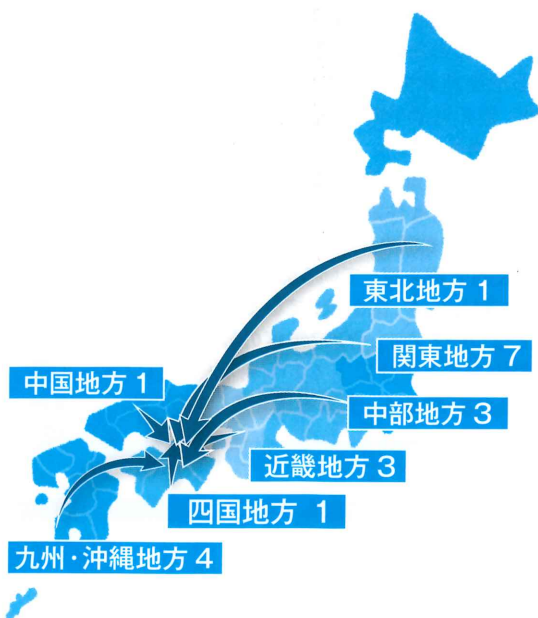 東北地方 1
関東地方 7
中国地方 1
中部地方 3
近畿地方 3
四国地方 1
九州・沖縄地方 4